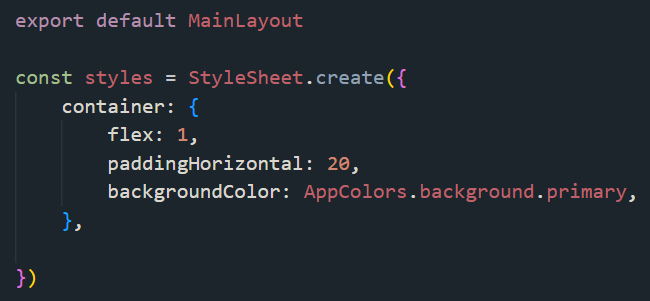 export default MainLayout
const styles = StyleSheet.create({
    container: {
        flex: 1,
        paddingHorizontal: 20,
        backgroundColor: AppColors.background.primary,
    },
})